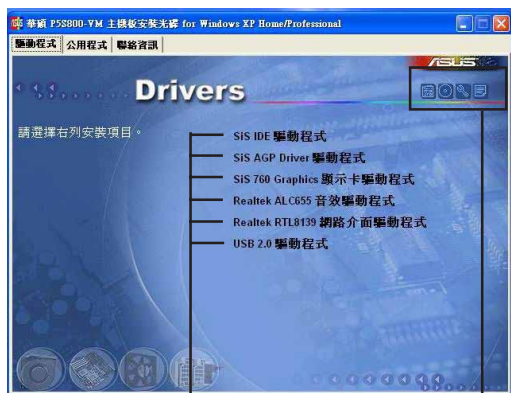 華碩 P5S800-VM 主機板安裝光碟 for Windows XP Home/Professional
驅動程式 公用程式 聯絡資訊
ASUS
Drivers
請選擇右列安裝項目。
SiS IDE 驅動程式
SiS AGP Driver 驅動程式
SiS 760 Graphics 顯示卡驅動程式
Realtek ALC655 音效驅動程式
Realtek RTL8139 網路介面驅動程式
USB 2.0 驅動程式